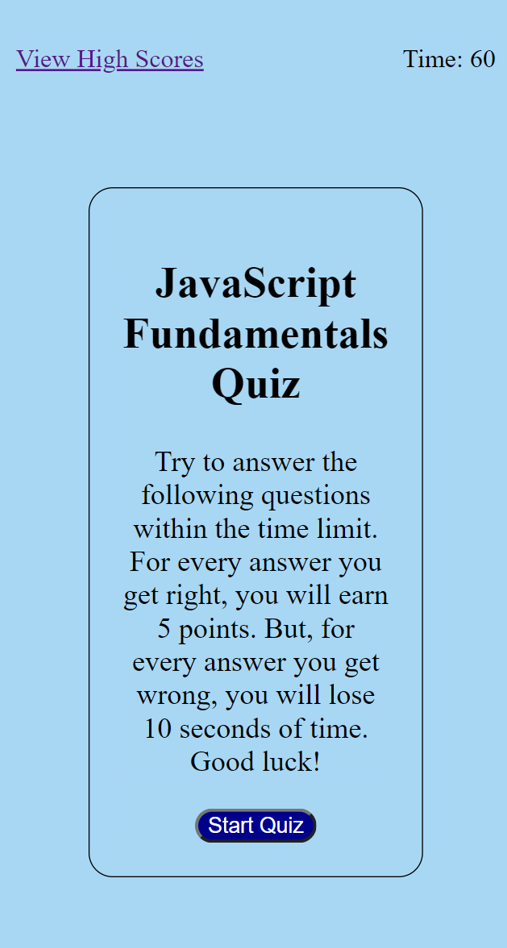 View High Scores
Time: 60
JavaScript
Fundamentals
Quiz
Try to answer the
following questions
within the time limit.
For every answer you
get right, you will earn
5 points. But, for
every answer you get
wrong, you will lose
10 seconds of time.
Good luck!
Start Quiz